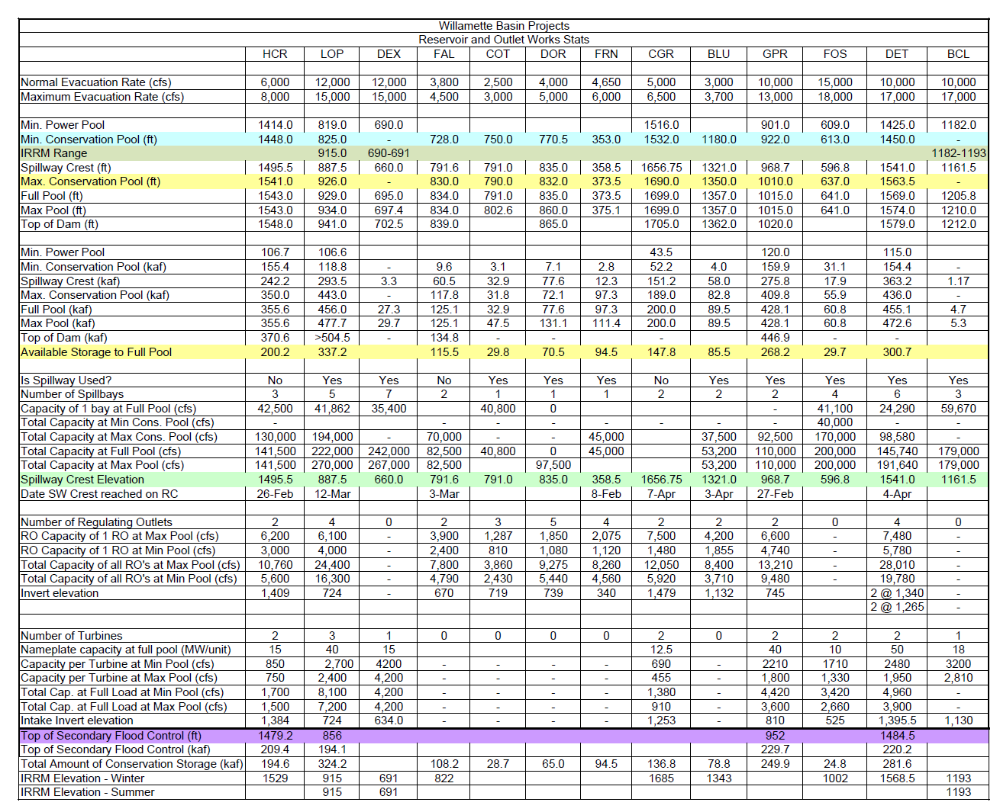 Willamette Basin Projects
Reservoir and Outlet Works Stats
HCR LOP DEX FAL COT DOR FRN CGR BLU GPR FOS DET BCL
Normal Evacuation Rate (cfs) 6,000 12,000 12,000 3,800 2,500 4,000 4,650 5,000 3,000 10,000 15,000 10,000 10,000
Maximum Evacuation Rate (cfs) 8,000 15,000 15,000 4,500 3,000 5,000 6,000 6,500 3,700 13,000 18,000 17,000 17,000
Min. Power Pool 1414.0 819.0 690.0 1516.0 901.0 609.0 1425.0 1182.0
Min. Conservation Pool (ft) 1448.0 825.0 - 728.0 750.0 770.5 353.0 1532.0 1180.0 922.0 613.0 1450.0 -
IRRM Range 915.0 690-691 1182-1193
Spillway Crest (ft) 1495.5 887.5 660.0 791.6 791.0 835.0 358.5 1656.75 1321.0 968.7 596.8 1541.0 1161.5
Max. Conservation Pool (ft) 1541.0 926.0 - 830.0 790.0 832.0 373.5 1690.0 1350.0 1010.0 637.0 1563.5 -
Full Pool (ft) 1543.0 929.0 695.0 834.0 791.0 835.0 373.5 1699.0 1357.0 1015.0 641.0 1569.0 1205.8
Max Pool (ft) 1543.0 934.0 697.4 834.0 802.6 860.0 375.1 1699.0 1357.0 1015.0 641.0 1574.0 1210.0
Top of Dam (ft) 1548.0 941.0 702.5 839.0 865.0 1705.0 1362.0 1020.0 1579.0 1212.0
Min. Power Pool 106.7 106.6 43.5 120.0 115.0
Min. Conservation Pool (kaf) 155.4 118.8 - 9.6 3.1 7.1 2.8 52.2 4.0 159.9 31.1 154.4 -
Spillway Crest (kaf) 242.2 293.5 3.3 60.5 32.9 77.6 12.3 151.2 58.0 275.8 17.9 363.2 1.17
Max. Conservation Pool (kaf) 350.0 443.0 - 117.8 31.8 72.1 97.3 189.0 82.8 409.8 55.9 436.0 -
Full Pool (kaf) 355.6 456.0 27.3 125.1 32.9 77.6 97.3 200.0 89.5 428.1 60.8 455.1 4.7
Max Pool (kaf) 355.6 477.7 29.7 125.1 47.5 131.1 111.4 200.0 89.5 428.1 60.8 472.6 5.3
Top of Dam (kaf) 370.6 >504.5 - 134.8 - - - - 446.9 - -
Available Storage to Full Pool 200.2 337.2 115.5 29.8 70.5 94.5 147.8 85.5 268.2 29.7 300.7
Is Spillway Used? No Yes Yes No Yes Yes Yes No Yes Yes Yes Yes Yes
Number of Spillbays 3 5 7 2 1 1 1 2 2 2 4 6 3
Capacity of 1 bay at Full Pool (cfs) 42,500 41,862 35,400 40,800 0 - 41,100 24,290 59,670
Total Capacity at Min Cons. Pool (cfs) - - - - - - - - - 40,000 - -
Total Capacity at Max Cons. Pool (cfs) 130,000 194,000 - 70,000 - - 45,000 37,500 92,500 170,000 98,580 -
Total Capacity at Full Pool (cfs) 141,500 222,000 242,000 82,500 40,800 0 45,000 53,200 110,000 200,000 145,740 179,000
Total Capacity at Max Pool (cfs) 141,500 270,000 267,000 82,500 97,500 53,200 110,000 200,000 191,640 179,000
Spillway Crest Elevation 1495.5 887.5 660.0 791.6 791.0 835.0 358.5 1656.75 1321.0 968.7 596.8 1541.0 1161.5
Date SW Crest reached on RC 26-Feb 12-Mar 3-Mar 8-Feb 7-Apr 3-Apr 27-Feb 4-Apr
Number of Regulating Outlets 2 4 0 2 3 5 4 2 2 2 0 4 0
RO Capacity of 1 RO at Max Pool (cfs) 6,200 6,100 - 3,900 1,287 1,850 2,075 7,500 4,200 6,600 - 7,480 -
RO Capacity of 1 RO at Min Pool (cfs) 3,000 4,000 - 2,400 810 1,080 1,120 1,480 1,855 4,740 - 5,780 -
Total Capacity of all RO's at Max Pool (cfs) 10,760 24,400 - 7,800 3,860 9,275 8,260 12,050 8,400 13,210 - 28,010 -
Total Capacity of all RO's at Min Pool (cfs) 5,600 16,300 - 4,790 2,430 5,440 4,560 5,920 3,710 9,480 - 19,780 -
Invert elevation 1,409 724 - 670 719 739 340 1,479 1,132 745 2 @ 1,340 -
2 @ 1,265 -
Number of Turbines 2 3 1 0 0 0 0 2 0 2 2 2 1
Nameplate capacity at full pool (MW/unit) 15 40 15 12.5 40 10 50 18
Capacity per Turbine at Min Pool (cfs) 850 2,700 4200 - - - - 690 - 2210 1710 2480 3200
Capacity per Turbine at Max Pool (cfs) 750 2,400 4,200 - - - - 455 - 1,800 1,330 1,950 2,810
Total Cap. at Full Load at Min Pool (cfs) 1,700 8,100 4,200 - - - - 1,380 - 4,420 3,420 4,960 -
Total Cap. at Full Load at Max Pool (cfs) 1,500 7,200 4,200 - - - - 910 - 3,600 2,660 3,900 -
Intake Invert elevation 1,384 724 634.0 - - - - 1,253 - 810 525 1,395.5 1,130
Top of Secondary Flood Control (ft) 1479.2 856 952 1484.5
Top of Secondary Flood Control (kaf) 209.4 194.1 229.7 220.2
Total Amount of Conservation Storage (kaf) 194.6 324.2 108.2 28.7 65.0 94.5 136.8 78.8 249.9 24.8 281.6
IRRM Elevation - Winter 1529 915 691 822 1685 1343 1002 1568.5 1193
IRRM Elevation - Summer 915 691 1193